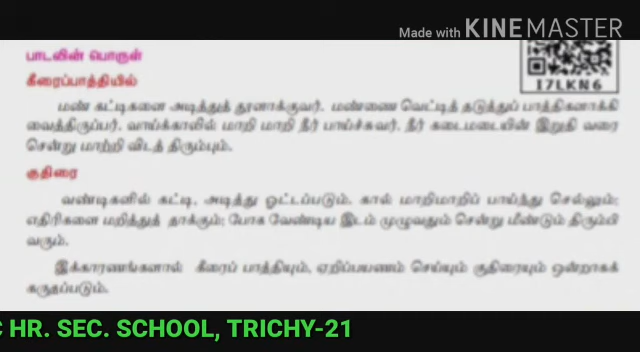 Made with KINEMASTER
பாடலின் பொருள்
I7LKN6
கீரைப்பாத்தியில்
மண் கட்டிகளை அடித்துத் தூளாக்குவர். மண்ணை வெட்டித் தடுத்துப் பாத்திகளாக்கி
வைத்திருப்பர். வாய்க்காலில் மாறி மாறி நீர் பாய்ச்சுவர். நீர் கடைமடையின் இறுதி வரை
சென்று மாற்றி விடத் திரும்பும்.
குதிரை
வண்டிகளில் கட்டி, அடித்து ஓட்டப்படும். கால் மாறிமாறிப் பாய்ந்து செல்லும்;
எதிரிகளை மறித்துத் தாக்கும்; போக வேண்டிய இடம் முழுவதும் சென்று மீண்டும் திரும்பி
வரும்.
இக்காரணங்களால் கீரைப் பாத்தியும், ஏறிப்பயணம் செய்யும் குதிரையும் ஒன்றாகக்
கருதப்படும்.
C HR. SEC. SCHOOL, TRICHY-21